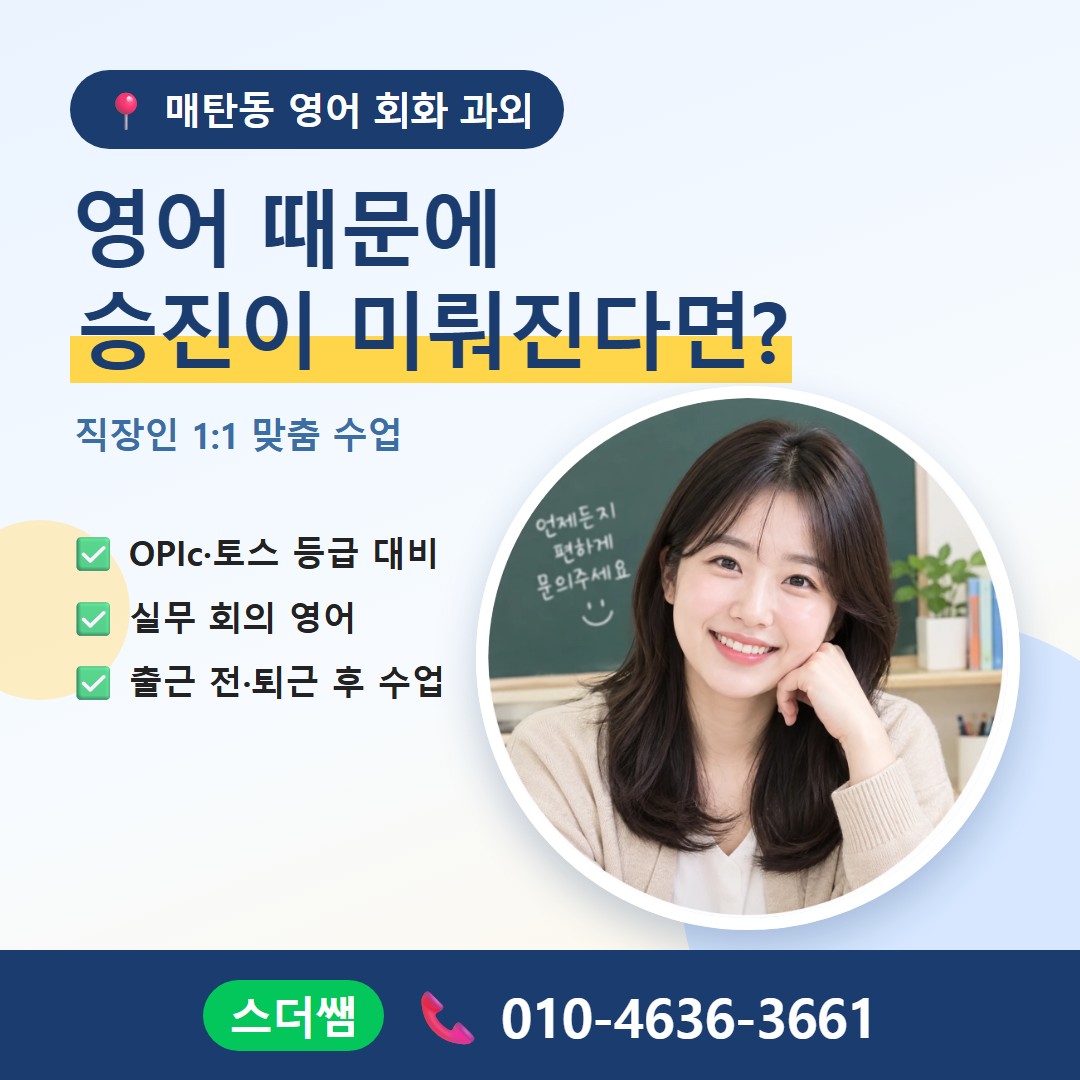 매탄동 영어 회화 과외
영어 때문에
승진이 미뤄진다면?
직장인 1:1 맞춤 수업
언제든지
편하게
문의주세요
OPIc·토스 등급 대비
실무 회의 영어
출근 전·퇴근 후 수업
스더쌤 010-4636-3661